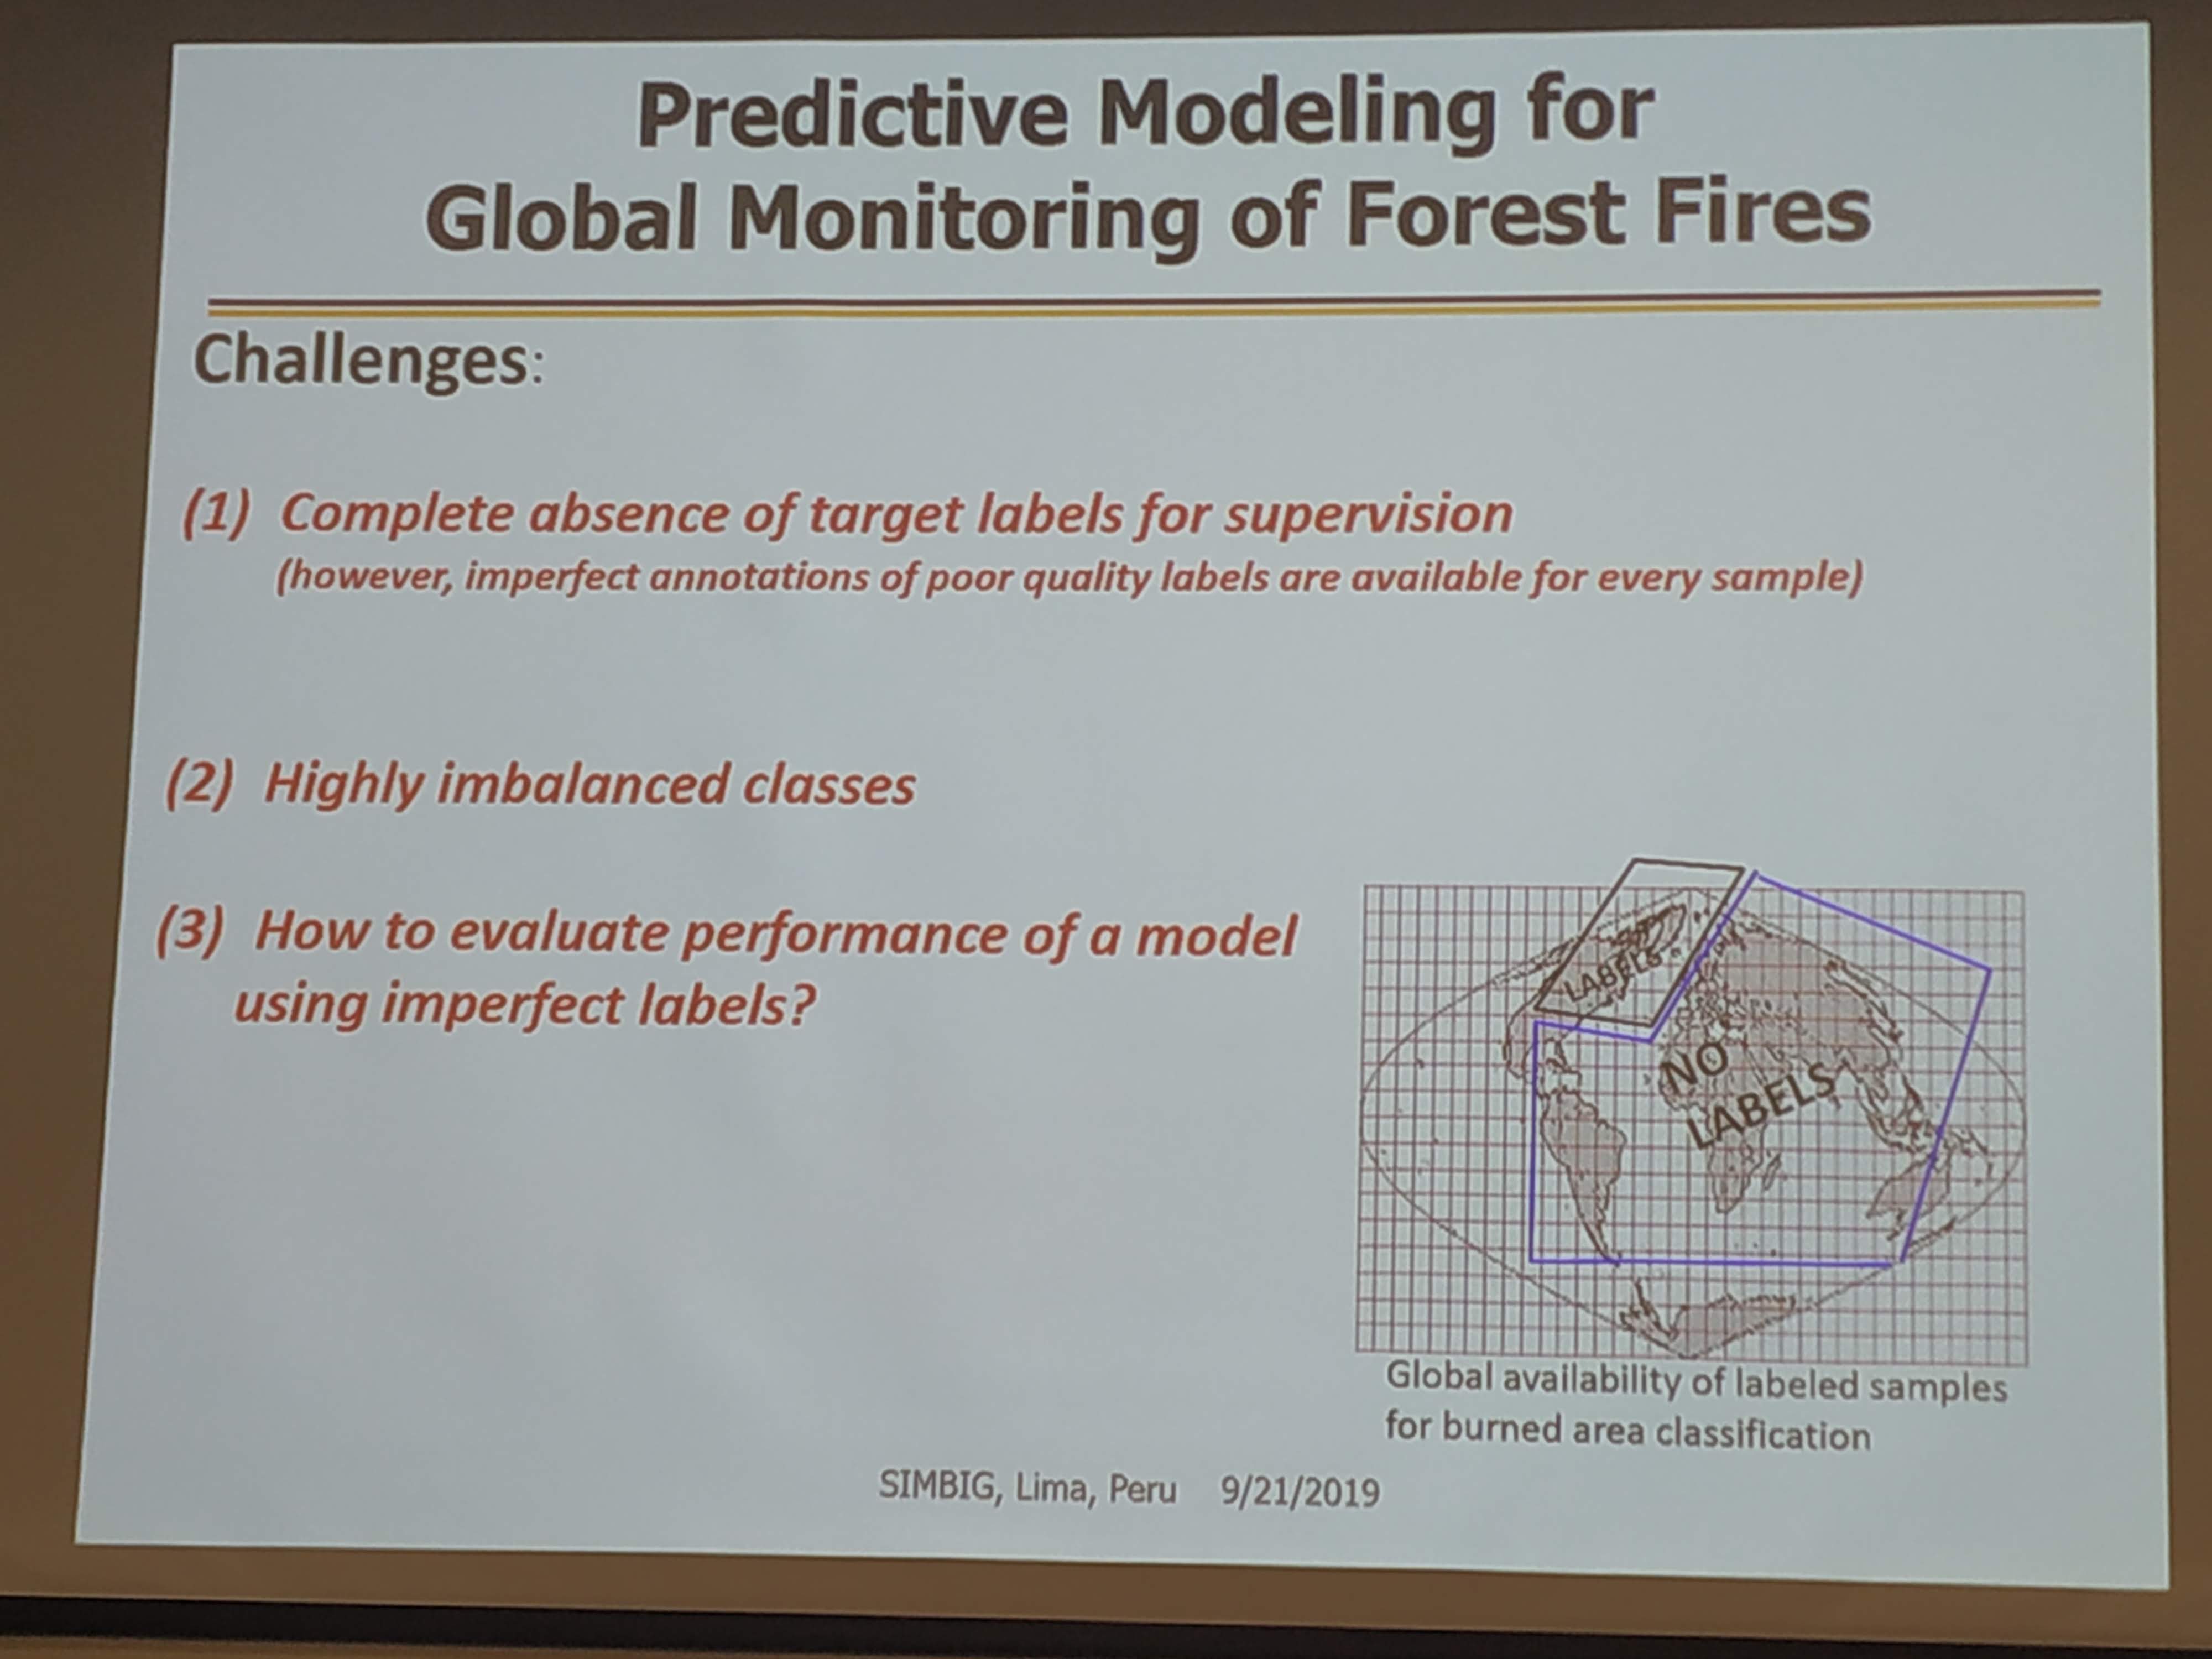 Predictive Modeling for
Global Monitoring of Forest Fires
Challenges:
(1) Complete absence of target labels for supervision
(however, imperfect annotations of poor quality labels are available for every sample)
(2) Highly imbalanced classes
(3) How to evaluate performance of a model
using imperfect labels?
LABELS
NO
LABELS
Global availability of labeled samples
for burned area classification
SIMBIG, Lima, Peru 9/21/2019